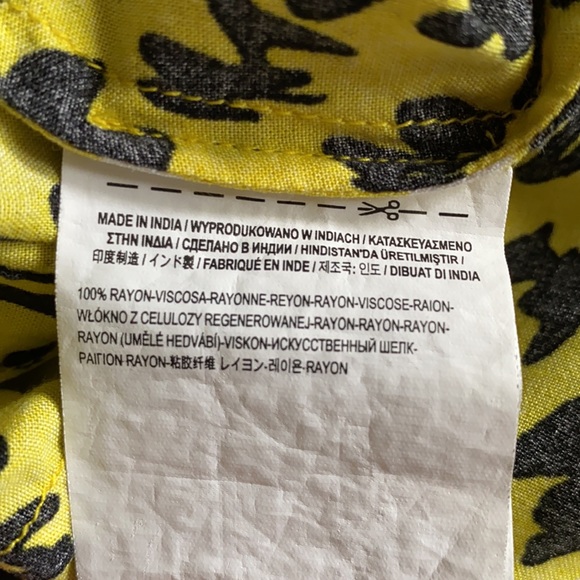 MADE IN INDIA / WYPRODUKOWANO W INDIACH / ΚΑΤΑΣΚΕΥΑΣΜΕΝΟ
ΣΤΗΝ ΙΝΔΙΑ / СДЕЛАНО В ИНДИИ / HINDISTAN'DA ÜRETILMIŞTIR /
印度制造 / インド製 / FABRIQUÉ EN INDE / 제조국: 인도 / DIBUAT DI INDIA
100% RAYON-VISCOSA-RAYONNE-REYON-RAYON-VISCOSE-RAION-
WŁÓKNO Z CELULOZY REGENEROWANEJ-RAYON-RAYON-RAYON-
RAYON (UMĚLÉ HEDVÁBÍ)-VISKON-ИСКУССТВЕННЫЙ ШЕЛК-
ΡΑΙΓΙΟΝ RAYON-粘胶纤维 レイヨン-레이온-RAYON